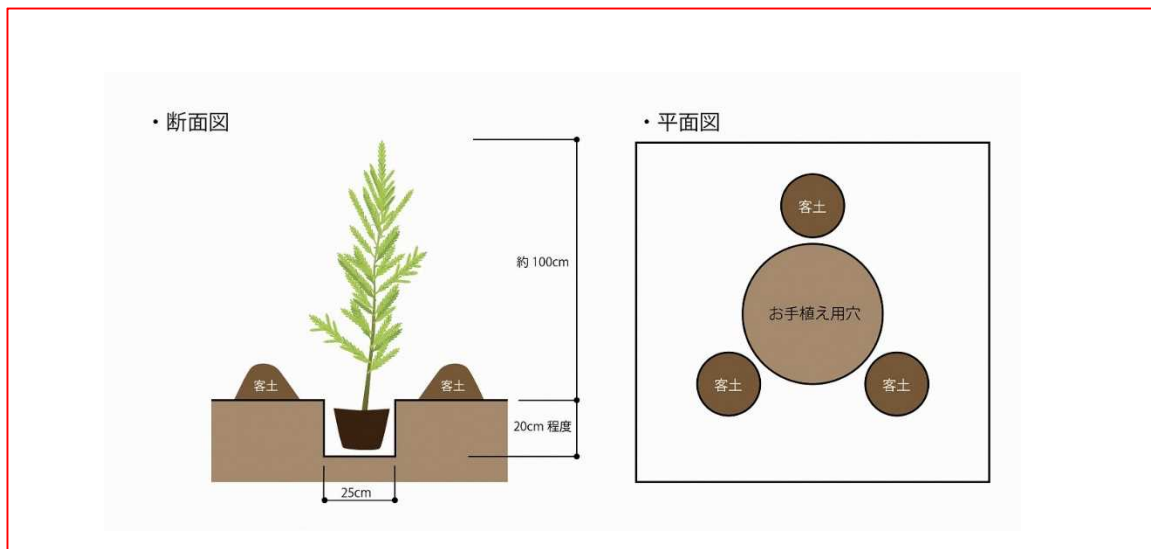 ・断面図
約 100cm
客土
客土
20cm 程度
25cm
・平面図
客土
お手植え用穴
客土
客土